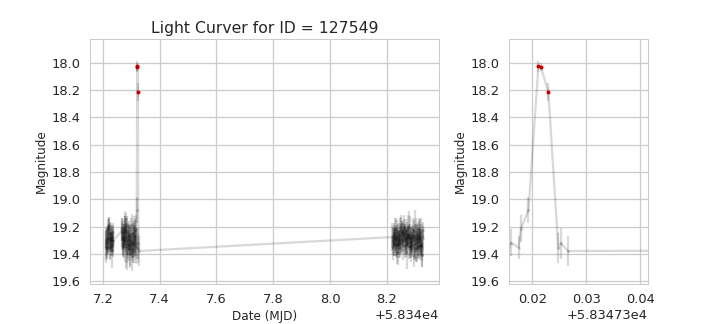 Light Curver for ID = 127549
Magnitude
18.0
18.2
18.4
18.6
18.8
19.0
19.2
19.4
19.6
7.2 7.4 7.6 7.8 8.0 8.2
Date (MJD)
+5.834e4
Magnitude
18.0
18.2
18.4
18.6
18.8
19.0
19.2
19.4
19.6
0.02 0.03 0.04
+5.83473e4